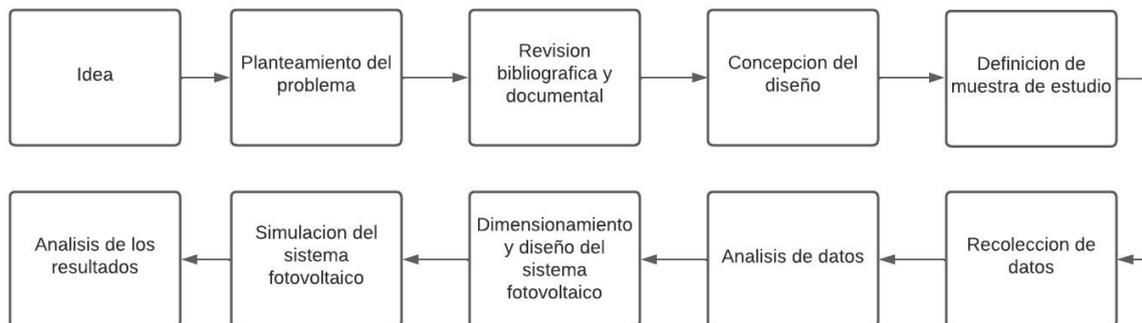 Idea
Planteamiento del
problema
Revision
bibliografica y
documental
Concepcion del
diseño
Definicion de
muestra de estudio
Recoleccion de
datos
Analisis de datos
Dimensionamiento
y diseño del
sistema
fotovoltaico
Simulacion del
sistema
fotovoltaico
Analisis de los
resultados